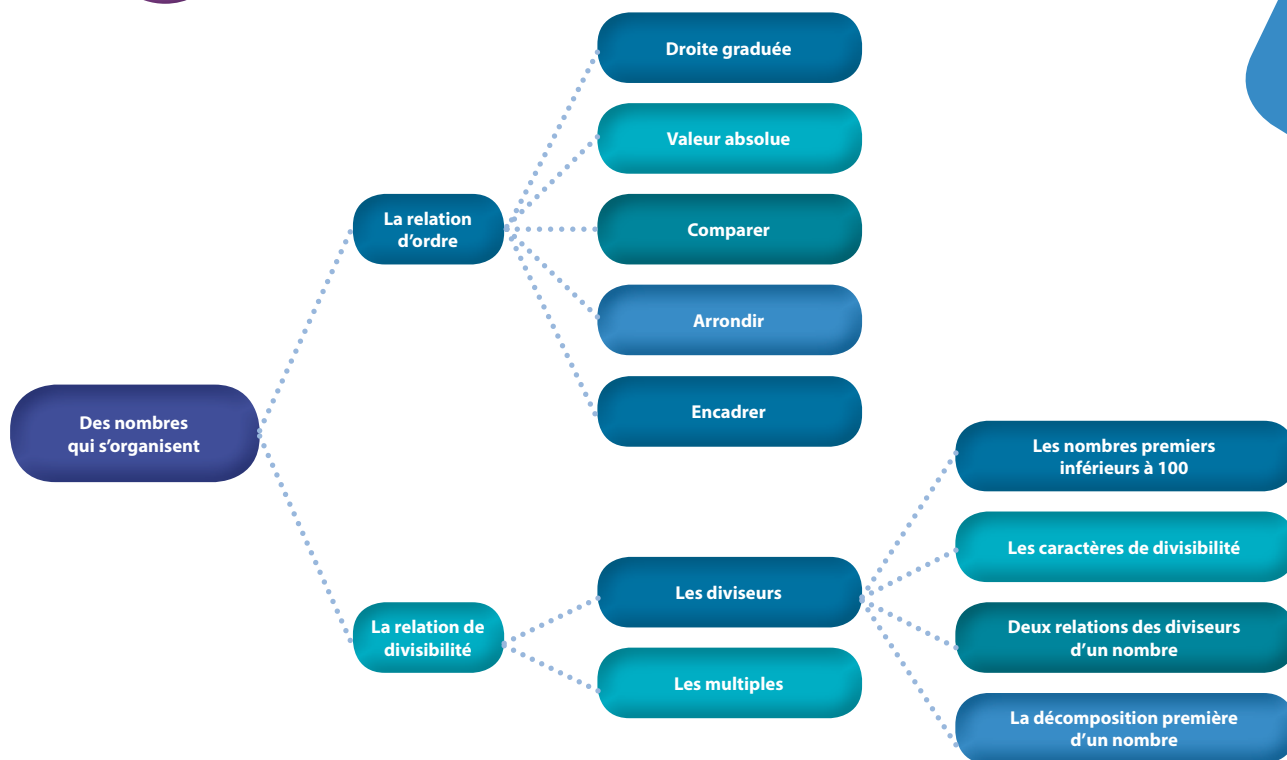 Droite graduée
Valeur absolue
La relation
d'ordre
Comparer
Arrondir
Encadrer
Des nombres
qui s'organisent
Les nombres premiers
inférieurs à 100
Les caractères de divisibilité
Les diviseurs
Deux relations des diviseurs
d'un nombre
La relation de
divisibilité
Les multiples
La décomposition première
d'un nombre